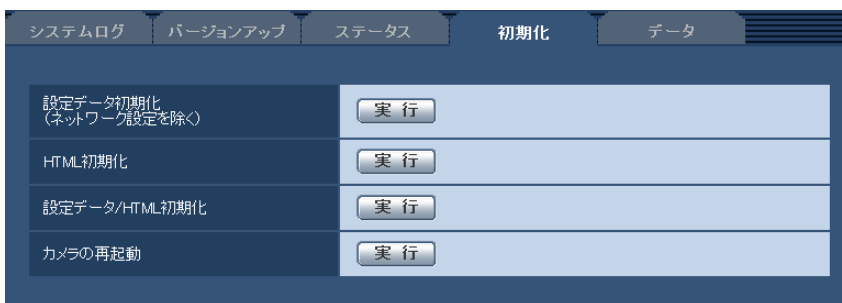 システムログ バージョンアップ ステータス 初期化 データ
設定データ初期化 実行
(ネットワーク設定を除く)
HTML初期化 実行
設定データ/HTML初期化 実行
カメラの再起動 実行